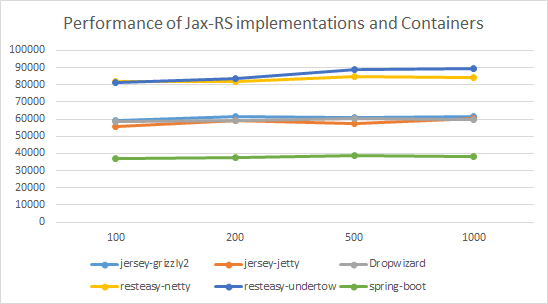 Performance of Jax-RS implementations and Containers
100000
90000
80000
70000
60000
50000
40000
30000
20000
10000
0
100 200 500 1000
jersey-grizzly2 jersey-jetty Dropwizard
resteasy-netty resteasy-undertow spring-boot